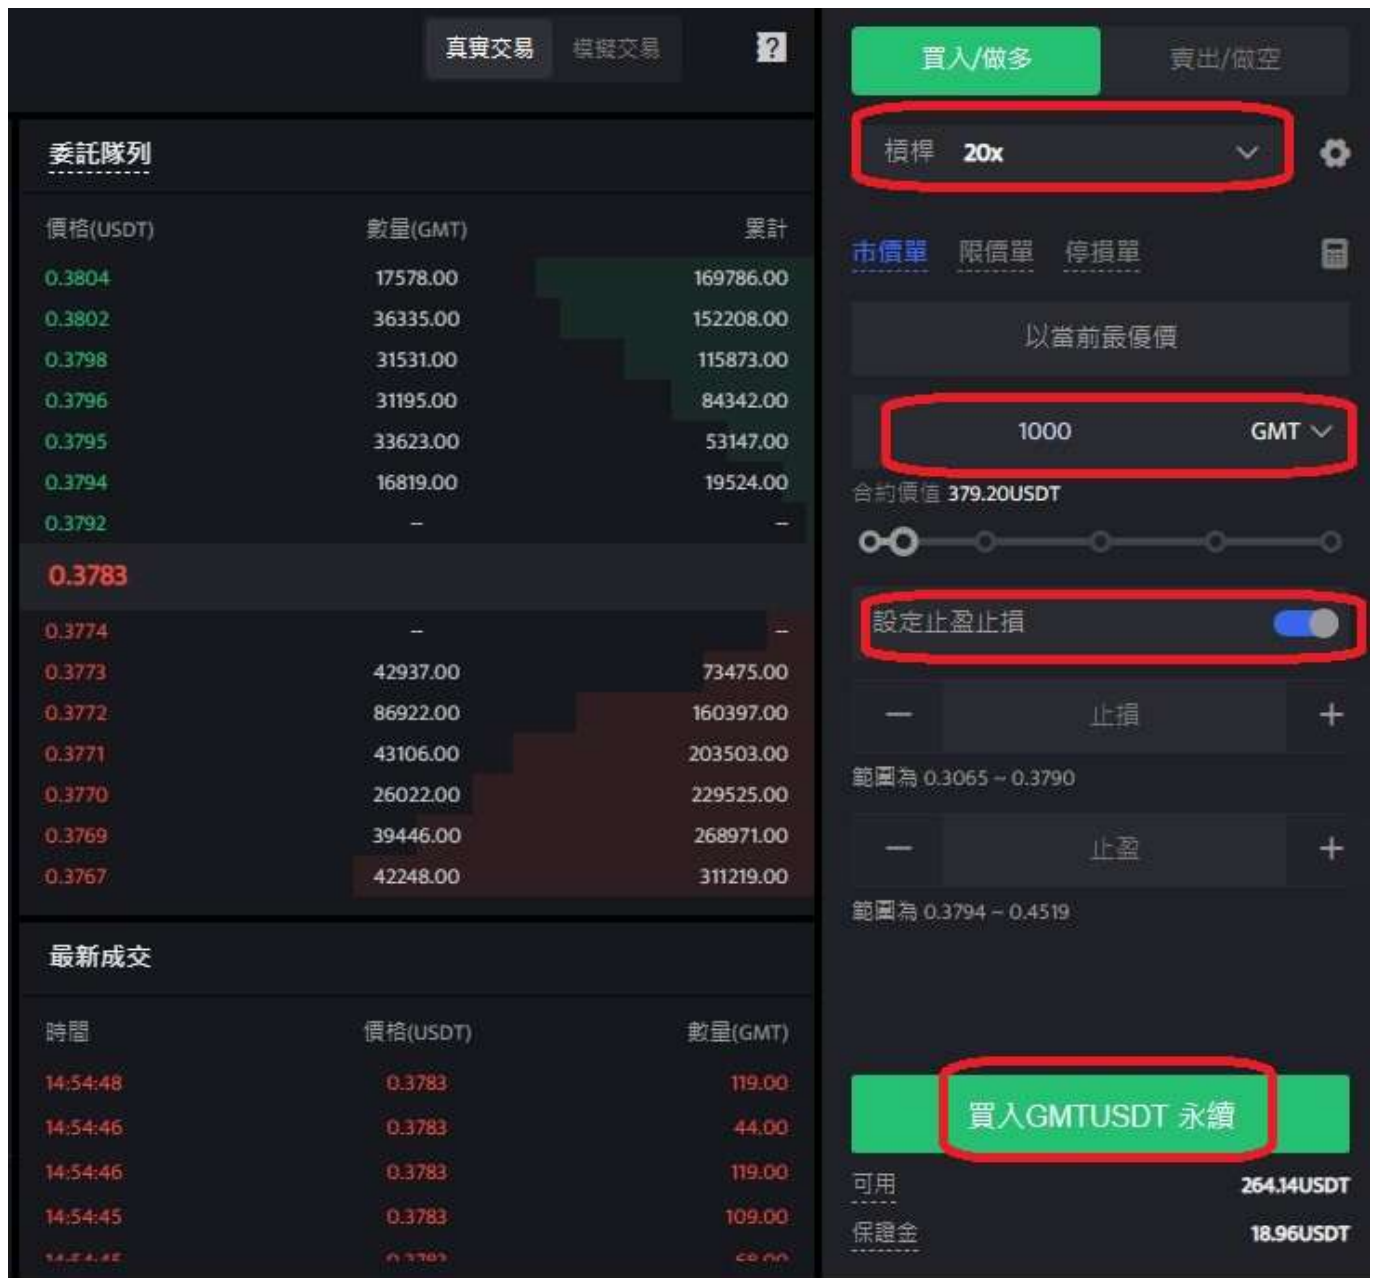 真實交易 模擬交易 ?
委託隊列
價格(USDT) 數量(GMT) 累計
0.3804 17578.00 169786.00
0.3802 36335.00 152208.00
0.3798 31531.00 115873.00
0.3796 31195.00 84342.00
0.3795 33623.00 53147.00
0.3794 16819.00 19524.00
0.3792 -- --
0.3783
0.3774 -- --
0.3773 42937.00 73475.00
0.3772 86922.00 160397.00
0.3771 43106.00 203503.00
0.3770 26022.00 229525.00
0.3769 39446.00 268971.00
0.3767 42248.00 311219.00
最新成交
時間 價格(USDT) 數量(GMT)
14:54:48 0.3783 119.00
14:54:46 0.3783 44.00
14:54:46 0.3783 119.00
14:54:45 0.3783 109.00
14:54:45 0.3783 68.00
買入/做多 賣出/做空
槓桿 20x
市價單 限價單 停損單
以當前最優價
1000 GMT
合約價值 379.20USDT
設定止盈止損
— 止損 +
範圍為 0.3065 ~ 0.3790
— 止盈 +
範圍為 0.3794 ~ 0.4519
買入GMTUSDT 永續
可用 264.14USDT
保證金 18.96USDT